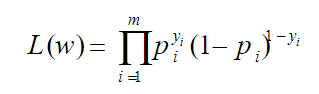 L(w) = ∏_{i=1}^{m} p_i^{y_i} (1 − p_i)^{1−y_i}